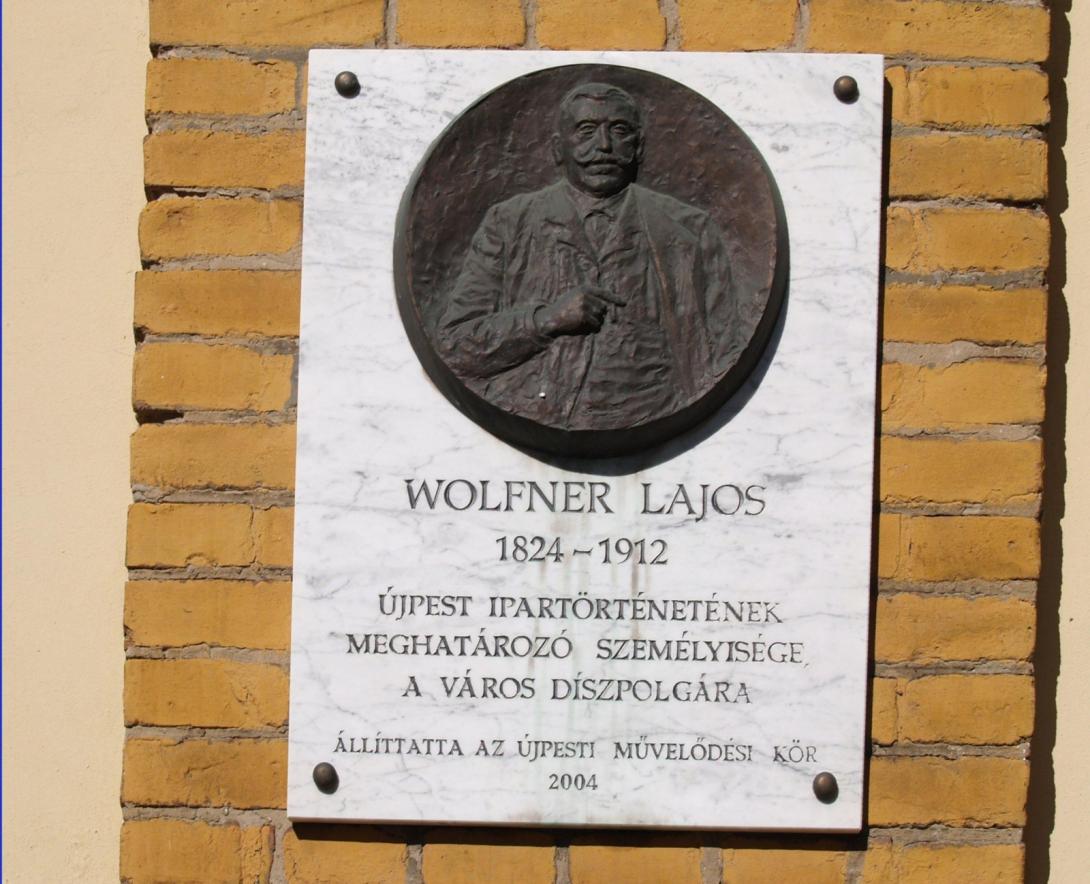 WOLFNER LAJOS
1824 – 1912
ÚJPEST IPARTÖRTÉNETÉNEK
MEGHATÁROZÓ SZEMÉLYISÉGE,
A VÁROS DÍSZPOLGÁRA
ÁLLÍTTATTA AZ ÚJPESTI MŰVELŐDÉSI KÖR
2004